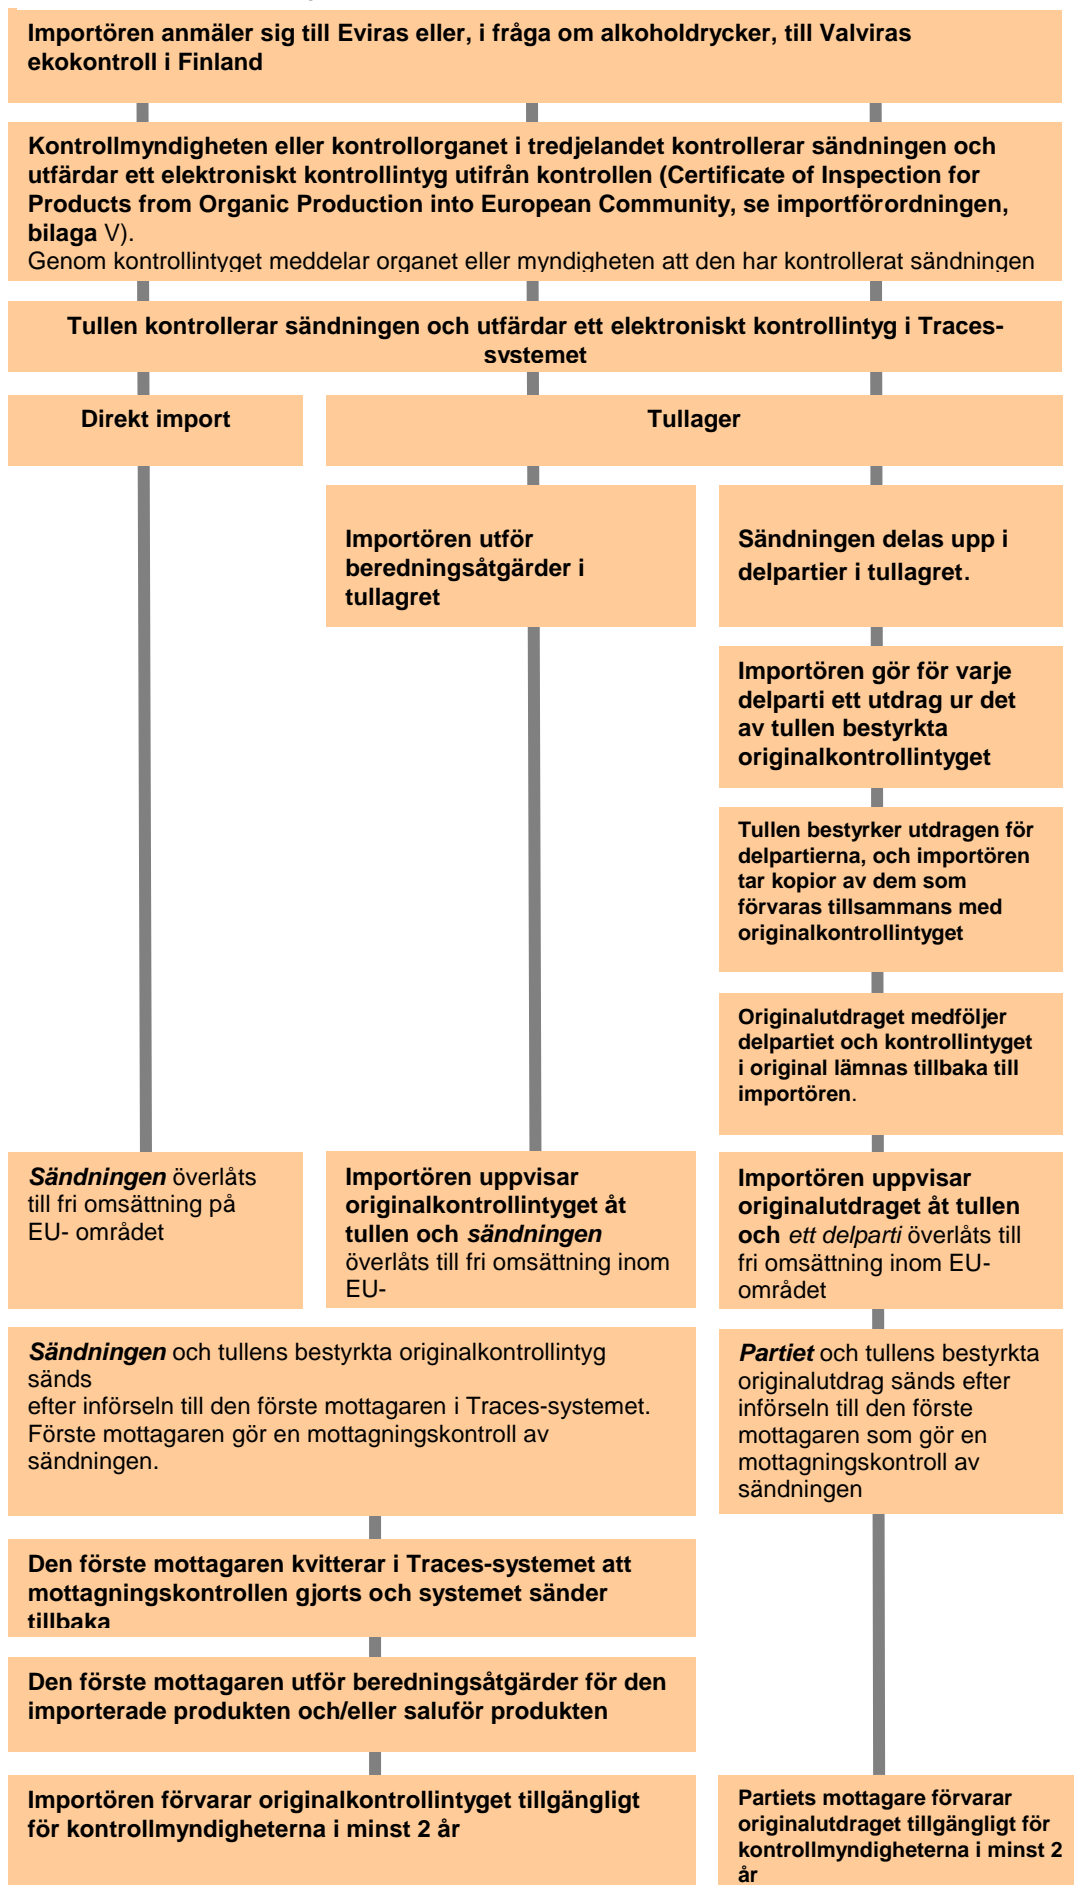 Importören anmäler sig till Eviras eller, i fråga om alkoholdrycker, till Valviras
ekokontroll i Finland
Kontrollmyndigheten eller kontrollorganet i tredjelandet kontrollerar sändningen och
utfärdar ett elektroniskt kontrollintyg utifrån kontrollen (Certificate of Inspection for
Products from Organic Production into European Community, se importförordningen,
bilaga V).
Genom kontrollintyget meddelar organet eller myndigheten att den har kontrollerat sändningen
Tullen kontrollerar sändningen och utfärdar ett elektroniskt kontrollintyg i Traces-
systemet
Direkt import
Tullager
Importören utför
beredningsåtgärder i
tullagret
Sändningen delas upp i
delpartier i tullagret.
Importören gör för varje
delparti ett utdrag ur det
av tullen bestyrkta
originalkontrollintyget
Tullen bestyrker utdragen för
delpartierna, och importören
tar kopior av dem som
förvaras tillsammans med
originalkontrollintyget
Originalutdraget medföljer
delpartiet och kontrollintyget
i original lämnas tillbaka till
importören.
Sändningen överlåts
till fri omsättning på
EU- området
Importören uppvisar
originalkontrollintyget åt
tullen och sändningen
överlåts till fri omsättning inom
EU-
Importören uppvisar
originalutdraget åt tullen
och ett delparti överlåts till
fri omsättning inom EU-
området
Sändningen och tullens bestyrkta originalkontrollintyg
sänds
efter införseln till den förste mottagaren i Traces-systemet.
Förste mottagaren gör en mottagningskontroll av
sändningen.
Partiet och tullens bestyrkta
originalutdrag sänds efter
införseln till den förste
mottagaren som gör en
mottagningskontroll av
sändningen
Den förste mottagaren kvitterar i Traces-systemet att
mottagningskontrollen gjorts och systemet sänder
tillbaka
Den förste mottagaren utför beredningsåtgärder för den
importerade produkten och/eller saluför produkten
Importören förvarar originalkontrollintyget tillgängligt
för kontrollmyndigheterna i minst 2 år
Partiets mottagare förvarar
originalutdraget tillgängligt för
kontrollmyndigheterna i minst 2
år